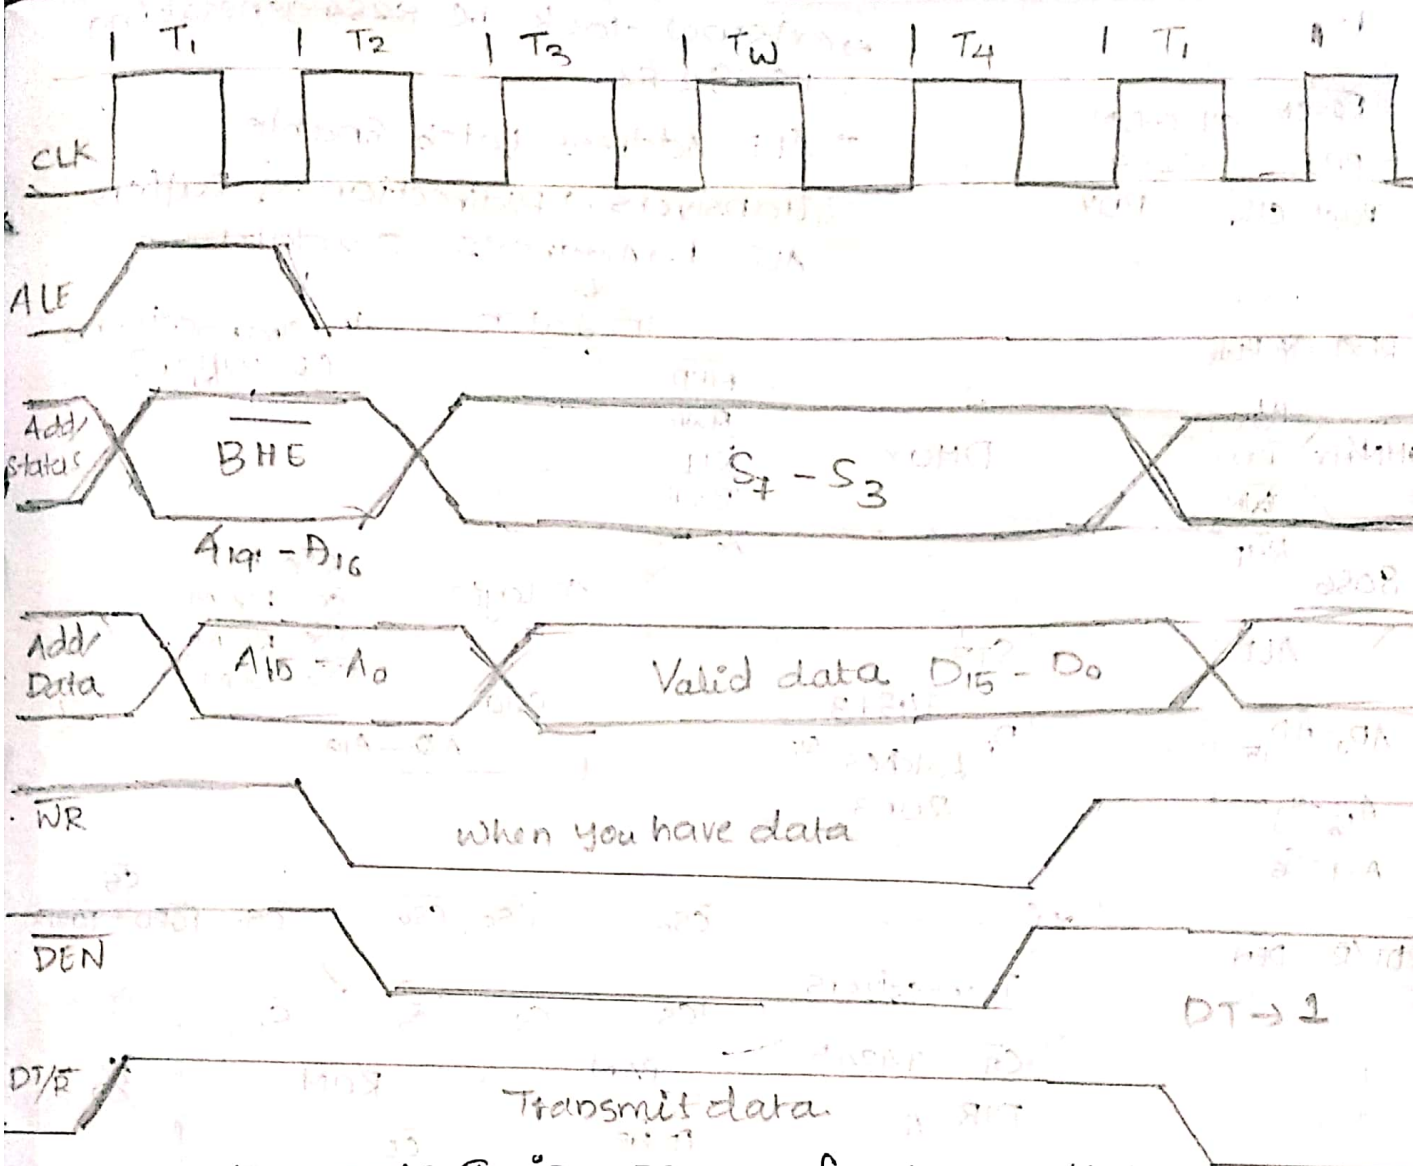 T1 T2 T3 TW T4 T1
CLK
ALE
Add/
status
BHE
S7 - S3
A19 - A16
Add/
Data
A15 - A0
Valid data D15 - D0
WR
When you have data
DEN
DT → 1
DT/R
Transmit data